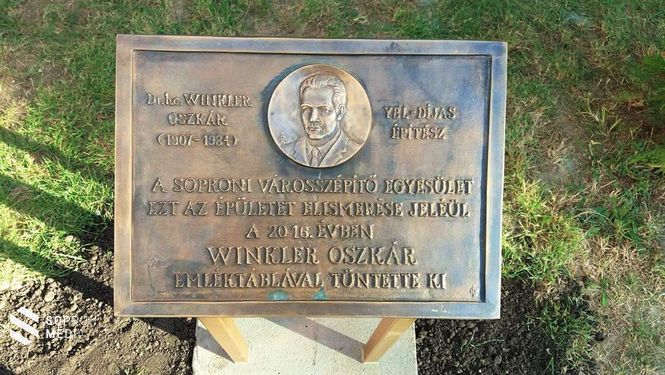 Dr. h.c. WINKLER
OSZKÁR
(1907-1984)
YBL-DÍJAS
ÉPÍTÉSZ
A SOPRONI VÁROSSZÉPÍTŐ EGYESÜLET
EZT AZ ÉPÜLETET ELISMERÉSE JELÉÜL
A 2016. ÉVBEN
WINKLER OSZKÁR
EMLÉKTÁBLÁVAL TÜNTETTE KI